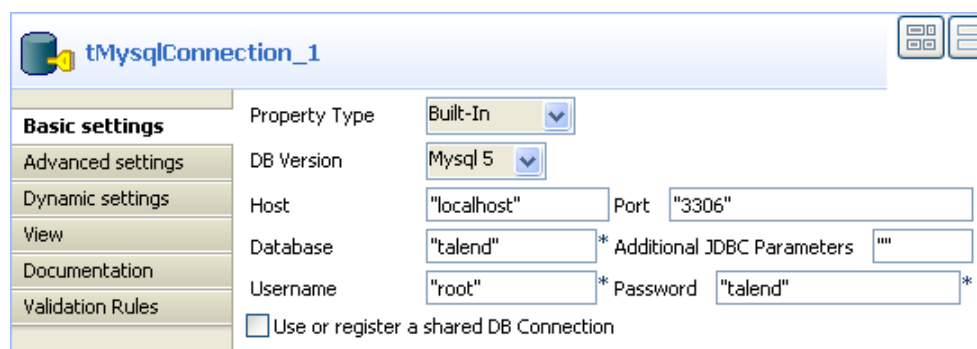 tMysqlConnection_1
Basic settings
Advanced settings
Dynamic settings
View
Documentation
Validation Rules
Property Type Built-In
DB Version Mysql 5
Host "localhost" Port "3306"
Database "talend" * Additional JDBC Parameters ""
Username "root" * Password "talend" *
Use or register a shared DB Connection